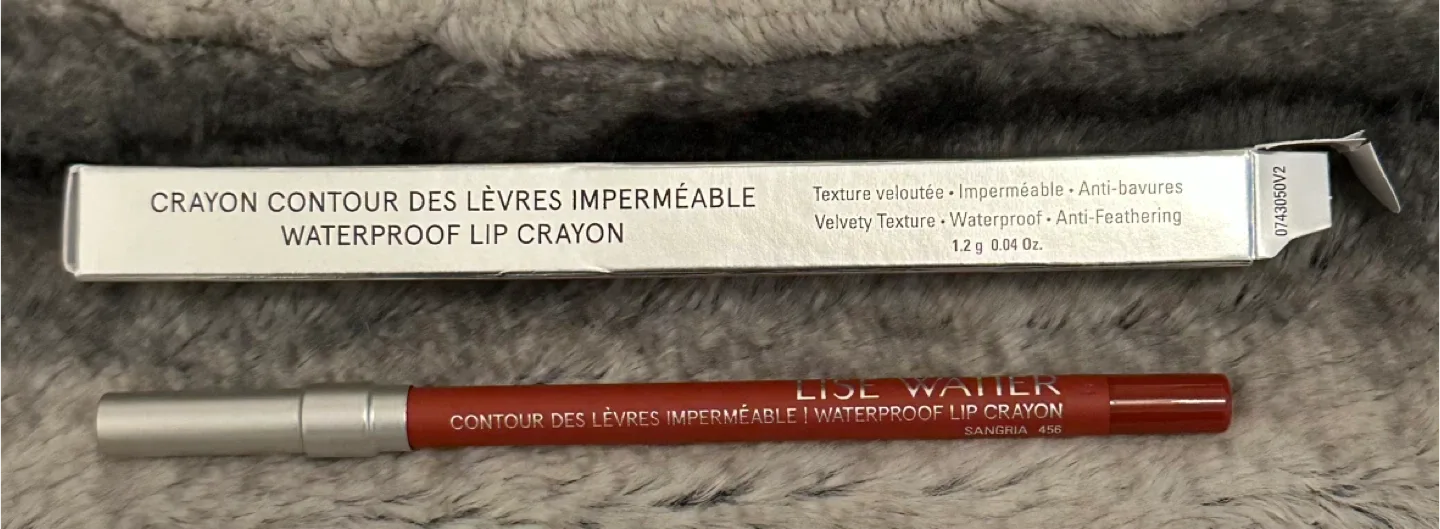 CRAYON CONTOUR DES LÈVRES IMPERMÉABLE
WATERPROOF LIP CRAYON
Texture veloutée • Imperméable • Anti-bavures
Velvety Texture • Waterproof • Anti-Feathering
1.2 g 0.04 Oz.
0743050V2
LISE WATIER
CONTOUR DES LÈVRES IMPERMÉABLE | WATERPROOF LIP CRAYON
SANGRIA 456